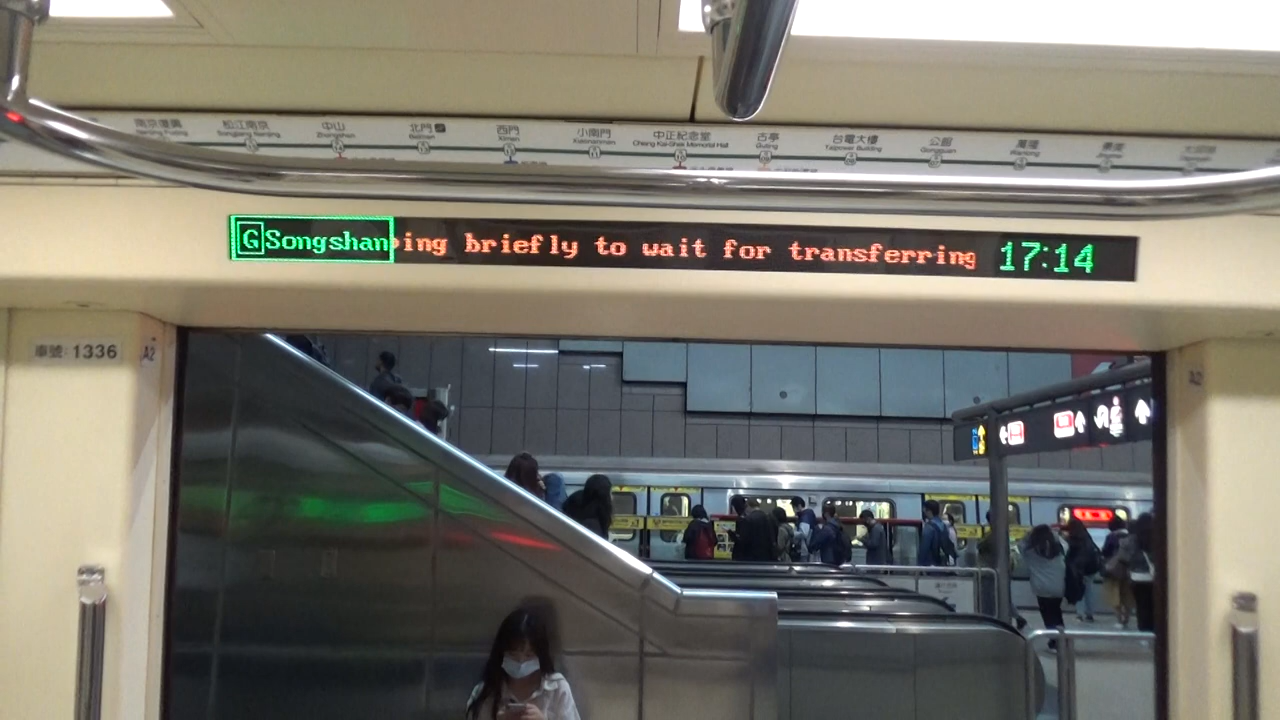 南京復興 松江南京 中山 北門 西門 小南門 中正紀念堂 古亭 台電大樓 公館 萬隆
Songjiang Nanjing Zhongshan Beimen Ximen Xiaonanmen Chiang Kai-Shek Memorial Hall Guting Taipower Building Gongguan Wanlong
G Songshan ping briefly to wait for transferring 17:14
車號:1336
A2
A2